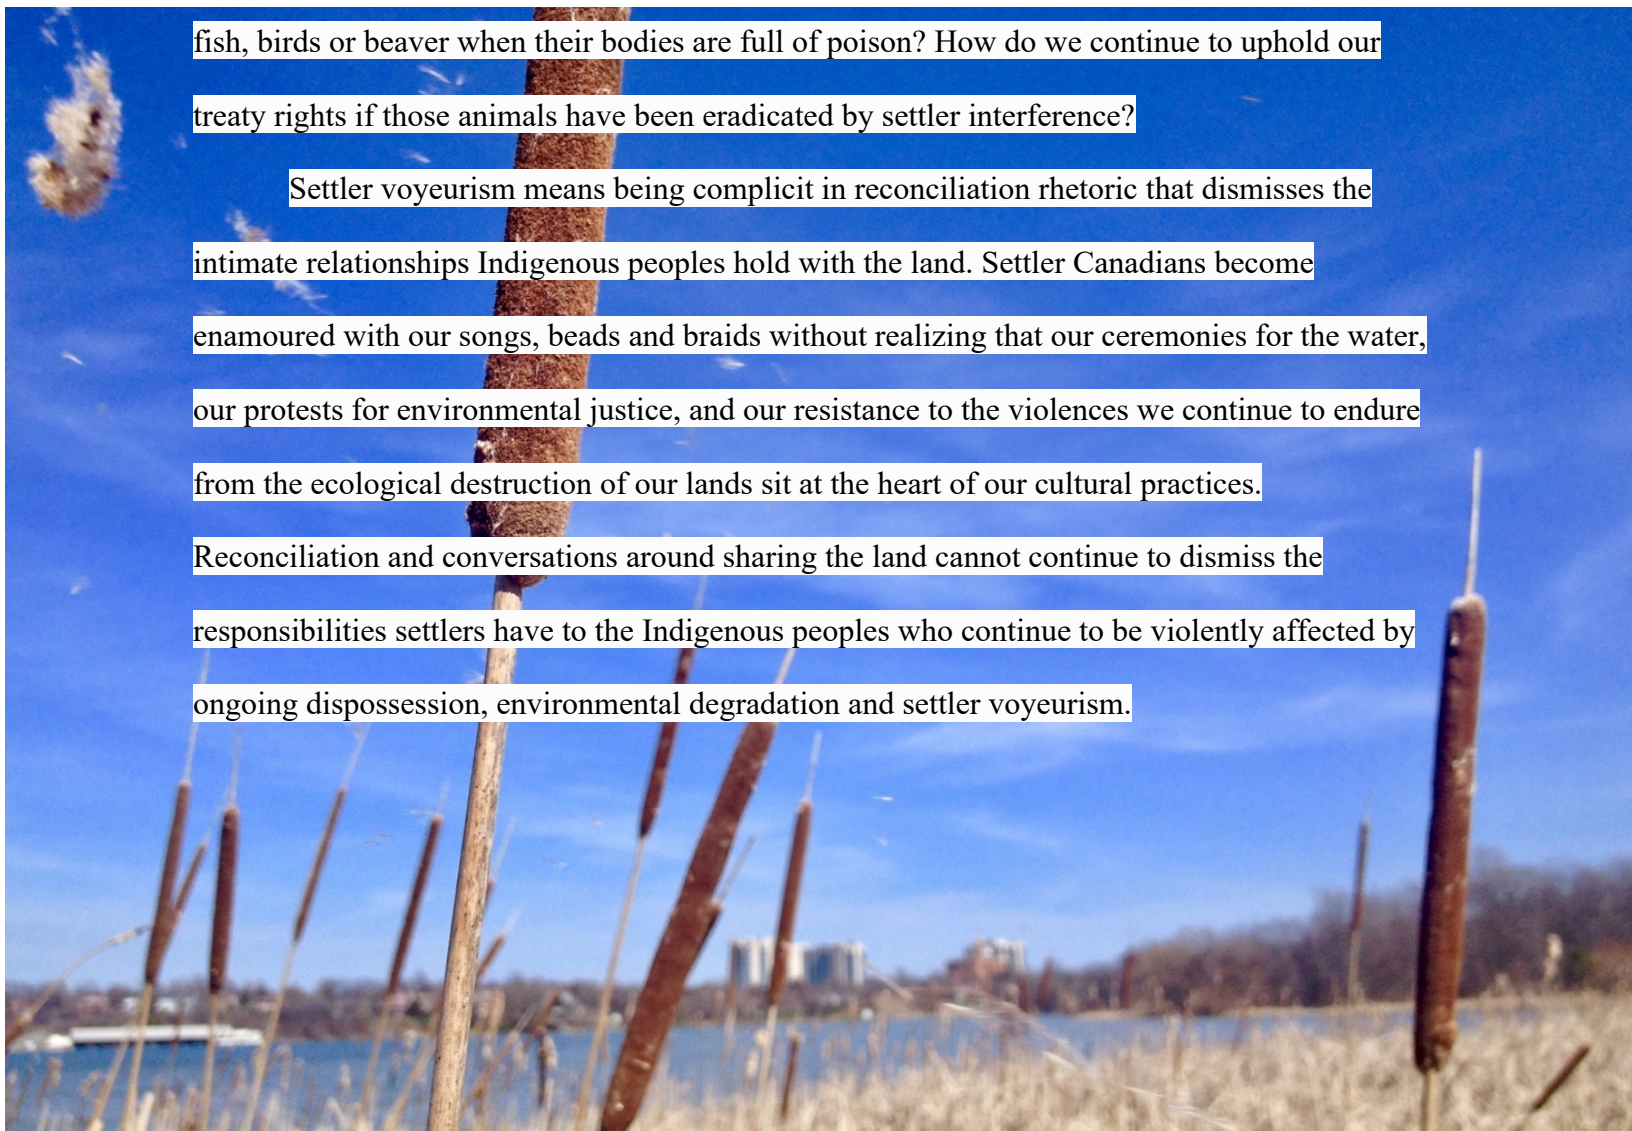 fish, birds or beaver when their bodies are full of poison? How do we continue to uphold our
treaty rights if those animals have been eradicated by settler interference?
Settler voyeurism means being complicit in reconciliation rhetoric that dismisses the
intimate relationships Indigenous peoples hold with the land. Settler Canadians become
enamoured with our songs, beads and braids without realizing that our ceremonies for the water,
our protests for environmental justice, and our resistance to the violences we continue to endure
from the ecological destruction of our lands sit at the heart of our cultural practices.
Reconciliation and conversations around sharing the land cannot continue to dismiss the
responsibilities settlers have to the Indigenous peoples who continue to be violently affected by
ongoing dispossession, environmental degradation and settler voyeurism.